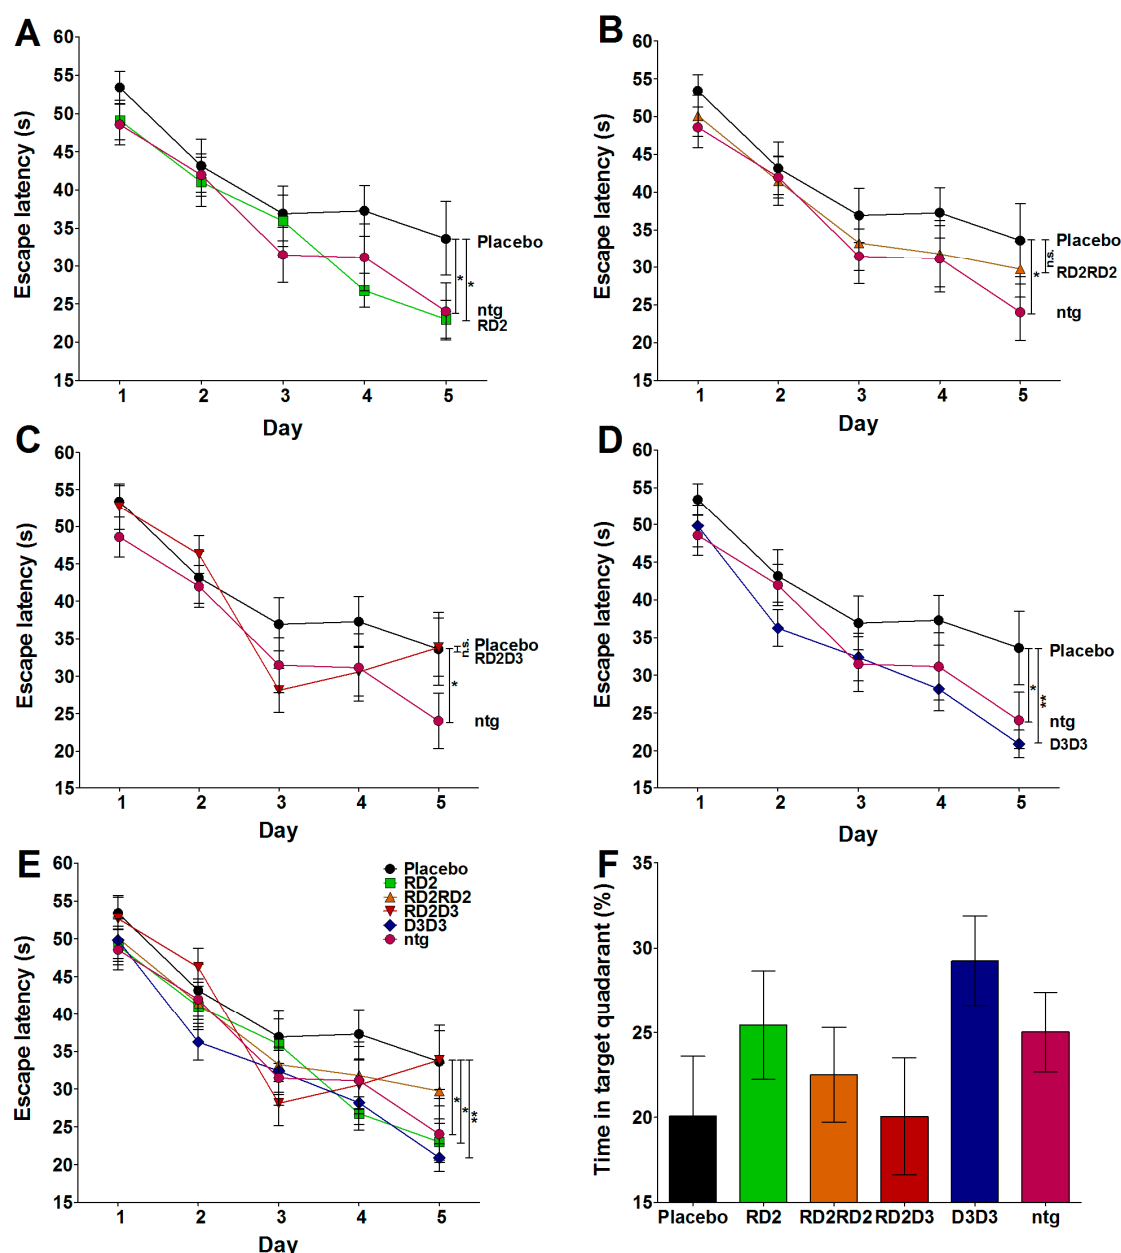 A
Escape latency (s)
60
55
50
45
40
35
30
25
20
15
Placebo
*
*
ntg
RD2
1 2 3 4 5
Day
B
Escape latency (s)
60
55
50
45
40
35
30
25
20
15
Placebo
n.s.
RD2RD2
*
ntg
1 2 3 4 5
Day
C
Escape latency (s)
60
55
50
45
40
35
30
25
20
15
Placebo
n.s.
RD2D3
*
ntg
1 2 3 4 5
Day
D
Escape latency (s)
60
55
50
45
40
35
30
25
20
15
Placebo
*
**
ntg
D3D3
1 2 3 4 5
Day
E
Escape latency (s)
60
55
50
45
40
35
30
25
20
15
Placebo
RD2
RD2RD2
RD2D3
D3D3
ntg
*
*
**
1 2 3 4 5
Day
F
Time in target quadarant (%)
35
30
25
20
15
Placebo RD2 RD2RD2 RD2D3 D3D3 ntg